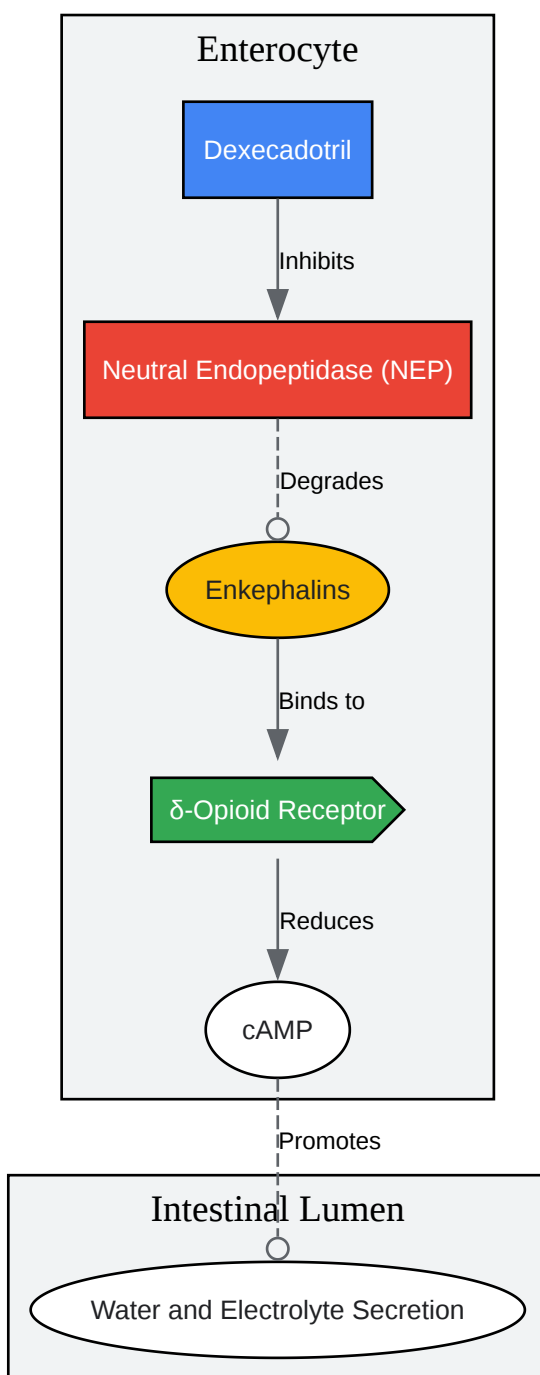 Enterocyte
Dexecadotril
Inhibits
Neutral Endopeptidase (NEP)
Degrades
Enkephalins
Binds to
δ-Opioid Receptor
Reduces
cAMP
Promotes
Intestinal Lumen
Water and Electrolyte Secretion